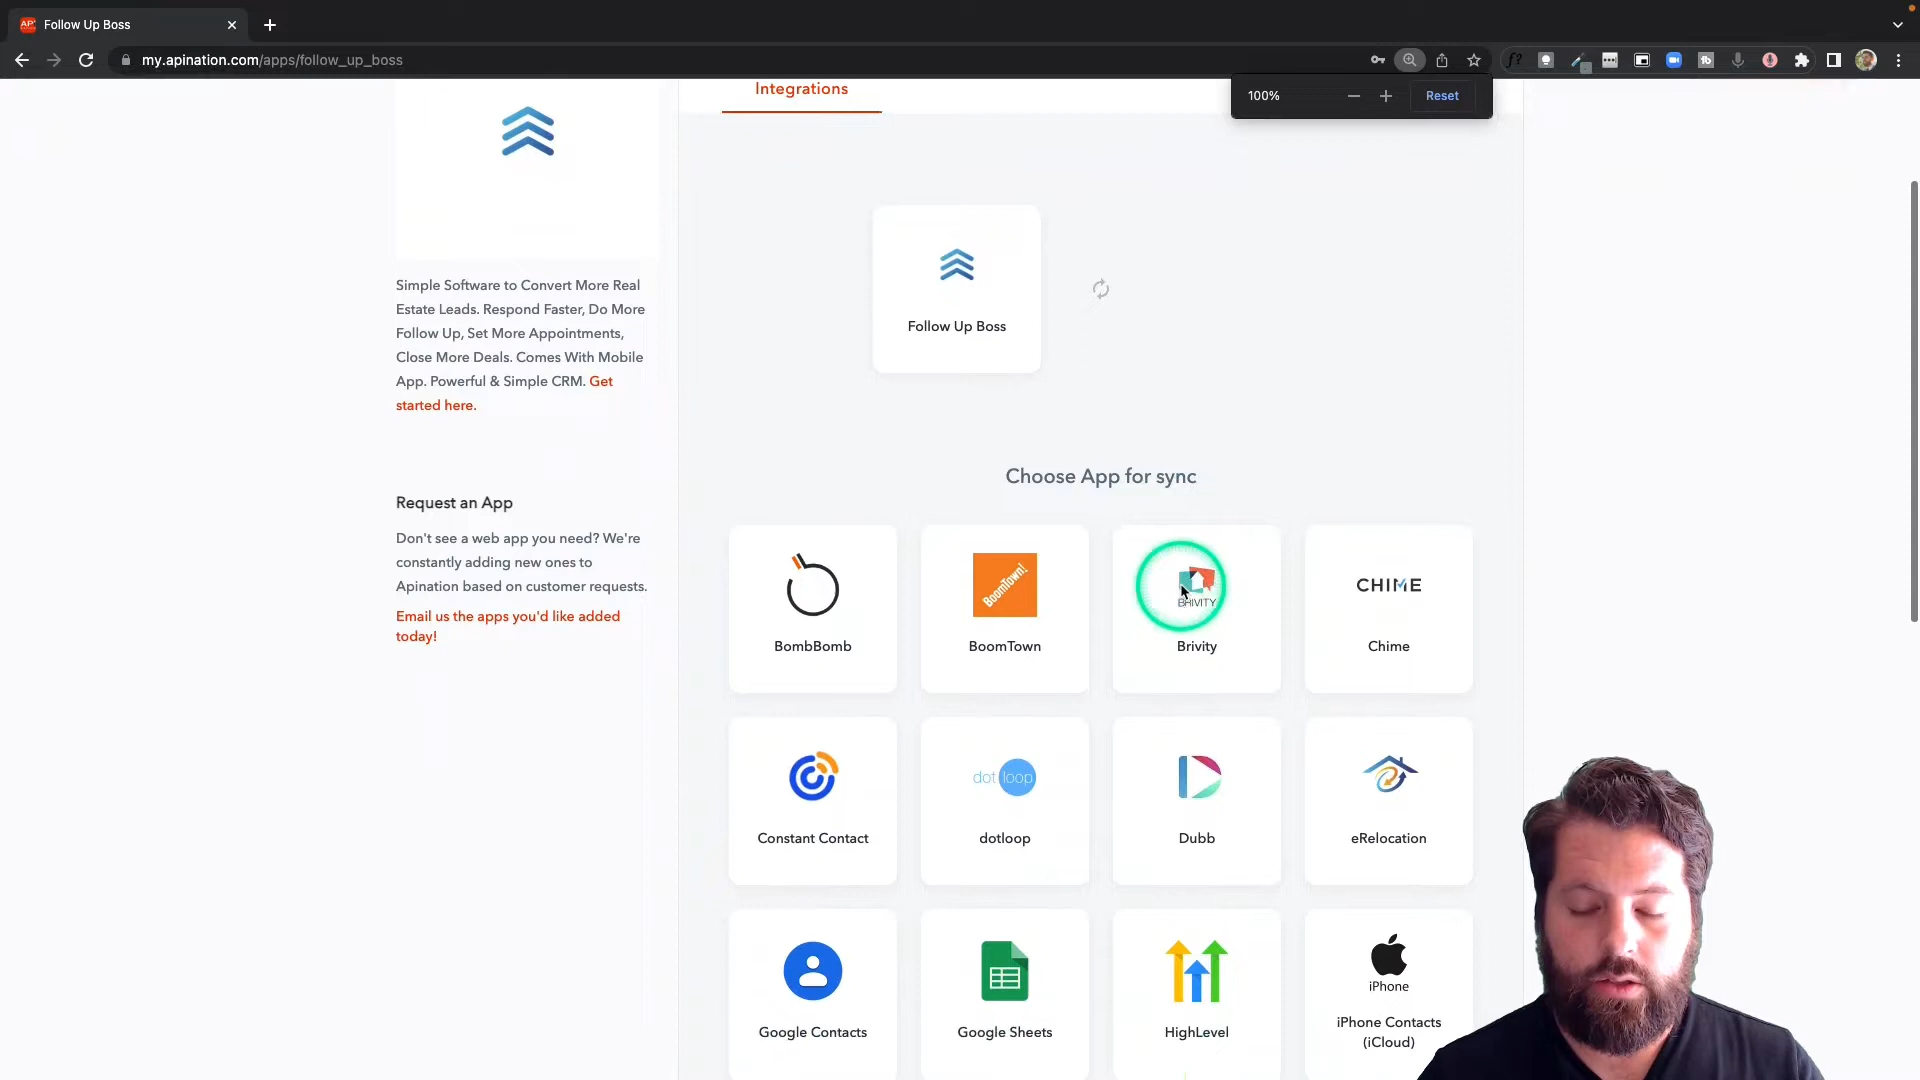 Follow Up Boss
my.apination.com/apps/follow_up_boss
Integrations
100%
Reset
Follow Up Boss
Simple Software to Convert More Real
Estate Leads. Respond Faster, Do More
Follow Up, Set More Appointments,
Close More Deals. Comes With Mobile
App. Powerful & Simple CRM. Get
started here.
Request an App
Don't see a web app you need? We're
constantly adding new ones to
Apination based on customer requests.
Email us the apps you'd like added
today!
Choose App for sync
BombBomb
BoomTown!
BoomTown
BRIVITY
Brivity
CHIME
Chime
Constant Contact
dot loop
dotloop
Dubb
eRelocation
Google Contacts
Google Sheets
HighLevel
iPhone
iPhone Contacts
(iCloud)